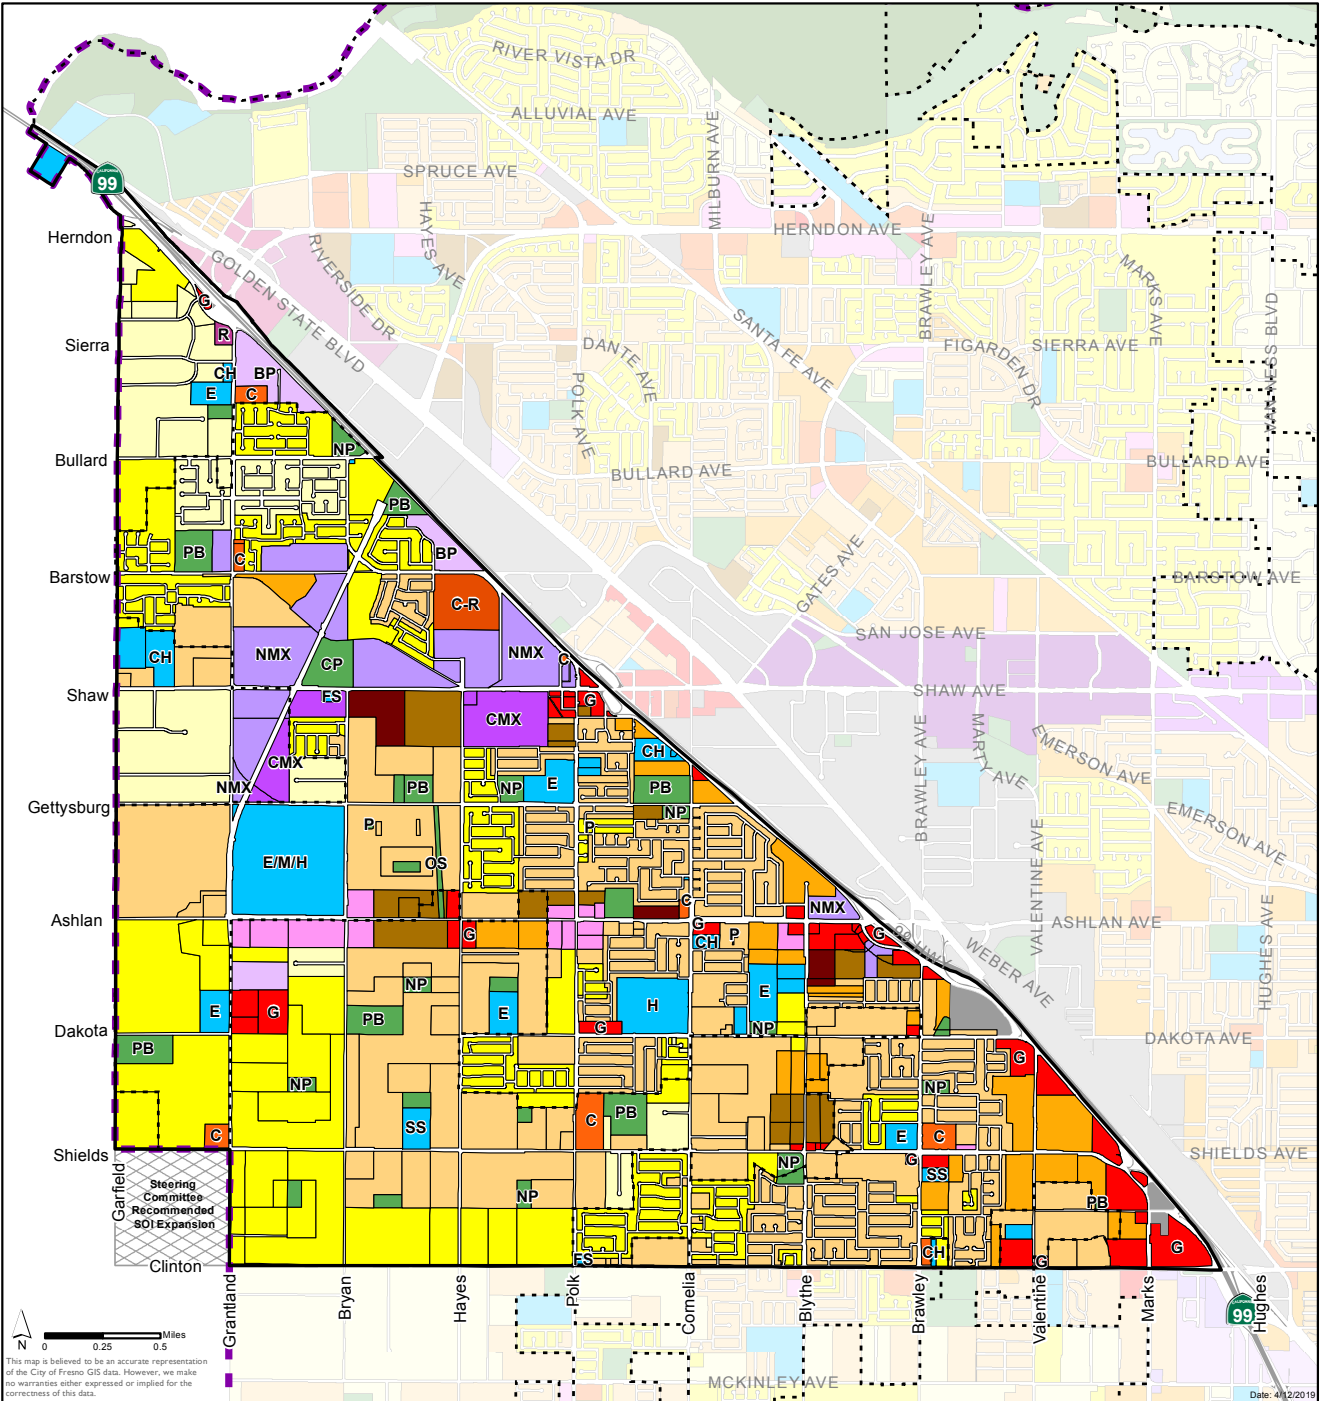 RIVER VISTA DR
ALLUVIAL AVE
MILBURN AVE
SPRUCE AVE
CALIFORNIA
99
HAYES AVE
HERNDON AVE
BRAWLEY AVE
Herndon
RIVERSIDE DR
GOLDEN STATE BLVD
MARKS AVE
VAN NESS BLVD
G
SANTA FE AVE
R
Sierra
DANTE AVE
FIGARDEN DR
SIERRA AVE
CH
BP
E
C
POLK AVE
NP
Bullard
BULLARD AVE
BULLARD AVE
PB
PB
C
BP
GATES AVE
Barstow
BARSTOW AVE
C-R
SAN JOSE AVE
CH
NMX
CP
NMX
C
Shaw
FS
G
SHAW AVE
CMX
BRAWLEY AVE
MARTY AVE
EMERSON AVE
CMX
CH
NMX
PB
NP
E
PB
Gettysburg
NP
EMERSON AVE
P
P
E/M/H
OS
VALENTINE AVE
HUGHES AVE
C
NMX
Ashlan
G
G
CH
P
G
99 HWY
ASHLAN AVE
WEBER AVE
NP
E
G
PB
E
H
E
G
NP
Dakota
DAKOTA AVE
PB
G
NP
NP
SS
C
PB
C
E
C
Shields
SHIELDS AVE
Garfield
Steering
Committee
Recommended
SOI Expansion
NP
G
SS
NP
PB
FS
CH
G
G
Clinton
Grantland
Bryan
Hayes
Polk
Cornelia
Blythe
Brawley
Valentine
Marks
Hughes
CALIFORNIA
99
N
0
0.25
0.5
Miles
This map is believed to be an accurate representation
of the City of Fresno GIS data. However, we make
no warranties either expressed or implied for the
correctness of this data.
MCKINLEY AVE
Date: 4/12/2019